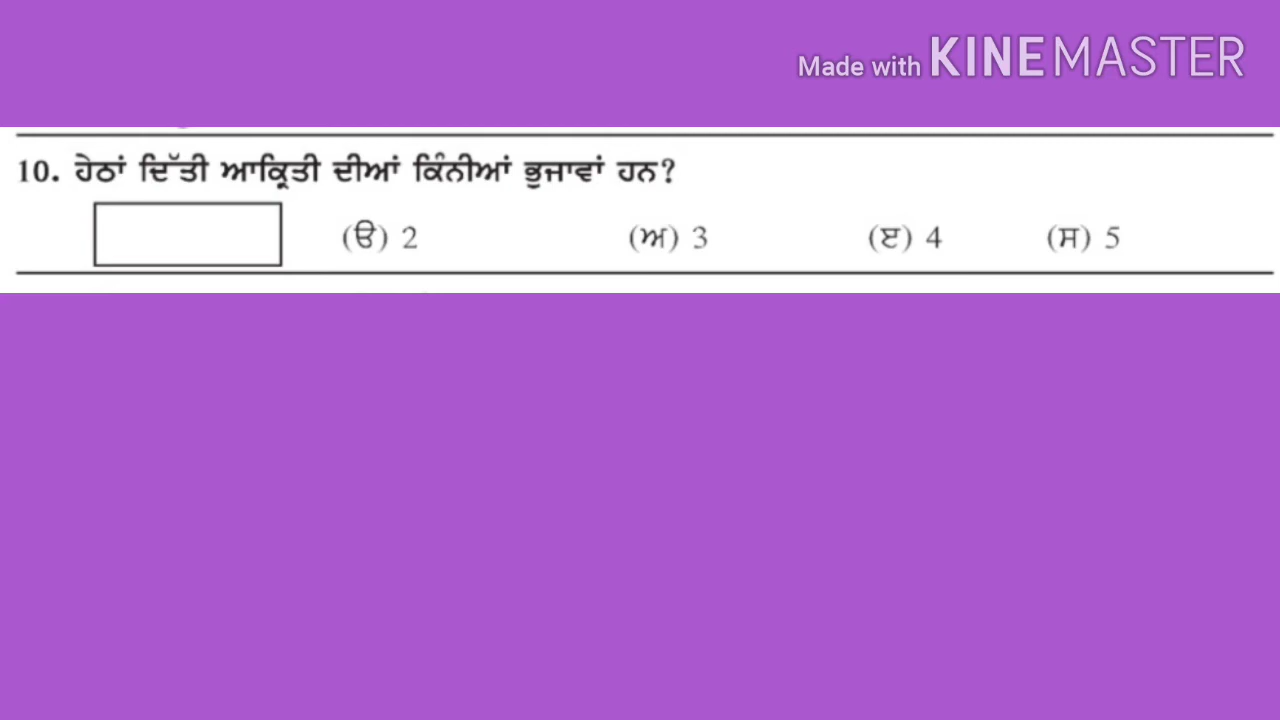 Made with KINEMASTER
10. ਹੇਠਾਂ ਦਿੱਤੀ ਆਕ੍ਰਿਤੀ ਦੀਆਂ ਕਿੰਨੀਆਂ ਭੁਜਾਵਾਂ ਹਨ?
(ੳ) 2 (ਅ) 3 (ੲ) 4 (ਸ) 5